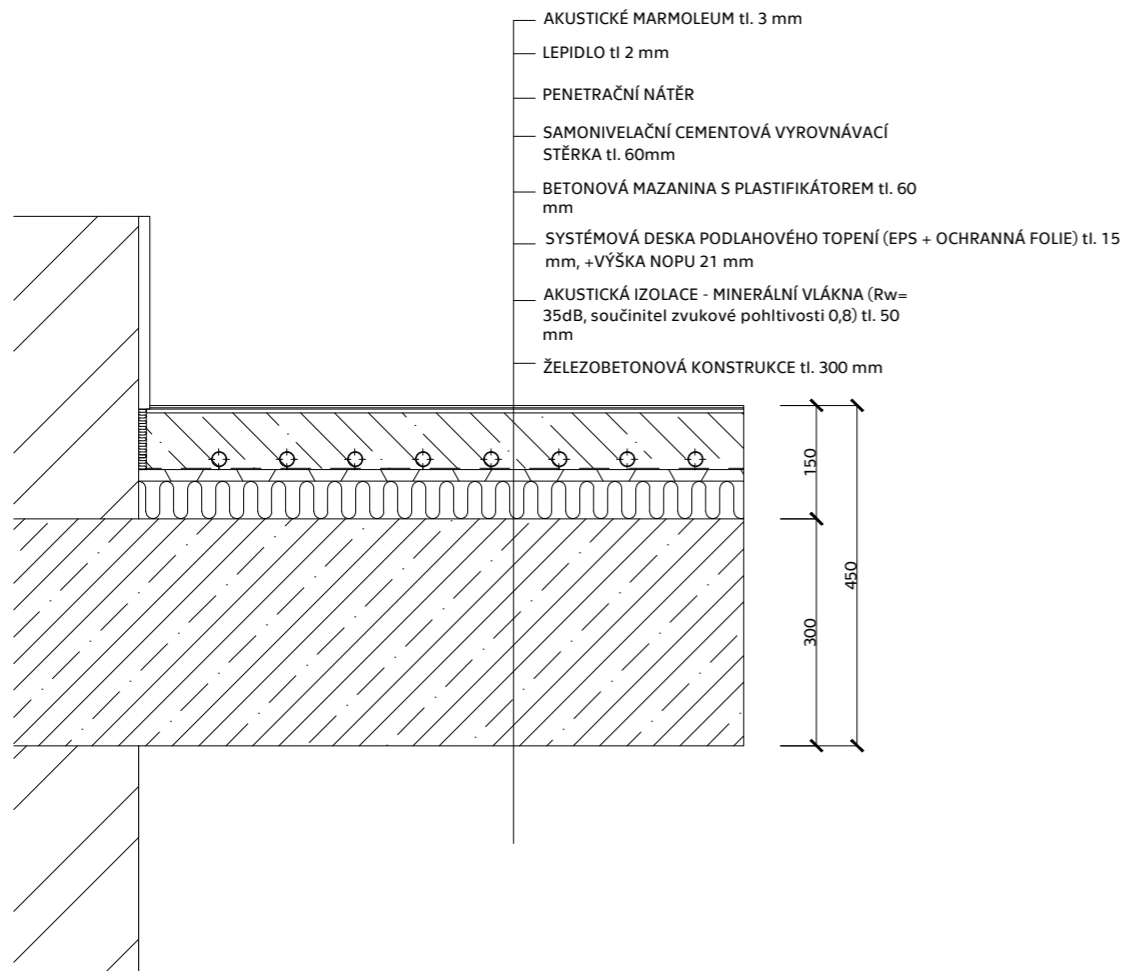 AKUSTICKÉ MARMOLEUM tl. 3 mm
LEPIDLO tl 2 mm
PENETRAČNÍ NÁTĚR
SAMONIVELAČNÍ CEMENTOVÁ VYROVNÁVACÍ
STĚRKA tl. 60mm
BETONOVÁ MAZANINA S PLASTIFIKÁTOREM tl. 60
mm
SYSTÉMOVÁ DESKA PODLAHOVÉHO TOPENÍ (EPS + OCHRANNÁ FOLIE) tl. 15
mm, +VÝŠKA NOPU 21 mm
AKUSTICKÁ IZOLACE - MINERÁLNÍ VLÁKNA (Rw=
35dB, součinitel zvukové pohltivosti 0,8) tl. 50
mm
ŽELEZOBETONOVÁ KONSTRUKCE tl. 300 mm
150
450
300